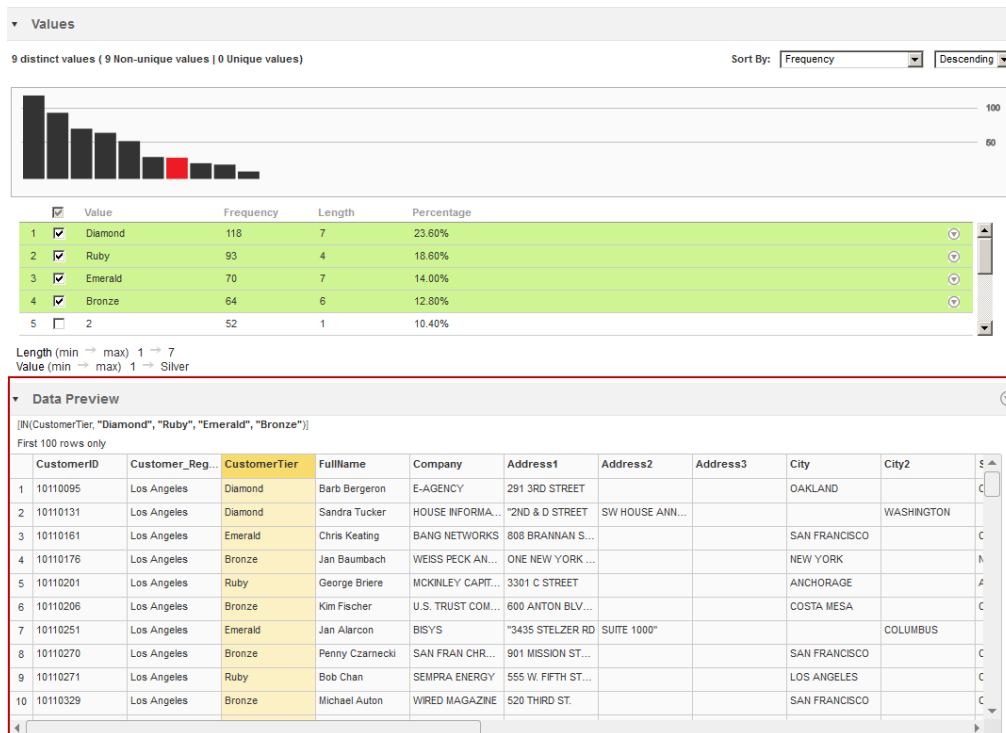 Values
9 distinct values ( 9 Non-unique values | 0 Unique values)
Sort By: Frequency Descending
100
50
Value Frequency Length Percentage
1 Diamond 118 7 23.60%
2 Ruby 93 4 18.60%
3 Emerald 70 7 14.00%
4 Bronze 64 6 12.80%
5 2 52 1 10.40%
Length (min → max) 1 → 7
Value (min → max) 1 → Silver
Data Preview
[IN(CustomerTier, "Diamond", "Ruby", "Emerald", "Bronze")]
First 100 rows only
CustomerID Customer_Reg... CustomerTier FullName Company Address1 Address2 Address3 City City2 S
1 10110095 Los Angeles Diamond Barb Bergeron E-AGENCY 291 3RD STREET OAKLAND
2 10110131 Los Angeles Diamond Sandra Tucker HOUSE INFORMA... "2ND & D STREET SW HOUSE ANN... WASHINGTON
3 10110161 Los Angeles Emerald Chris Keating BANG NETWORKS 808 BRANNAN S... SAN FRANCISCO
4 10110176 Los Angeles Bronze Jan Baumbach WEISS PECK AN... ONE NEW YORK ... NEW YORK
5 10110201 Los Angeles Ruby George Briere MCKINLEY CAPIT... 3301 C STREET ANCHORAGE
6 10110206 Los Angeles Bronze Kim Fischer U.S. TRUST COM... 600 ANTON BLV... COSTA MESA
7 10110251 Los Angeles Emerald Jan Alarcon BISYS "3435 STELZER RD SUITE 1000" COLUMBUS
8 10110270 Los Angeles Bronze Penny Czarnecki SAN FRAN CHR... 901 MISSION ST... SAN FRANCISCO
9 10110271 Los Angeles Ruby Bob Chan SEMPRA ENERGY 555 W. FIFTH ST... LOS ANGELES
10 10110329 Los Angeles Bronze Michael Auton WIRED MAGAZINE 520 THIRD ST. SAN FRANCISCO